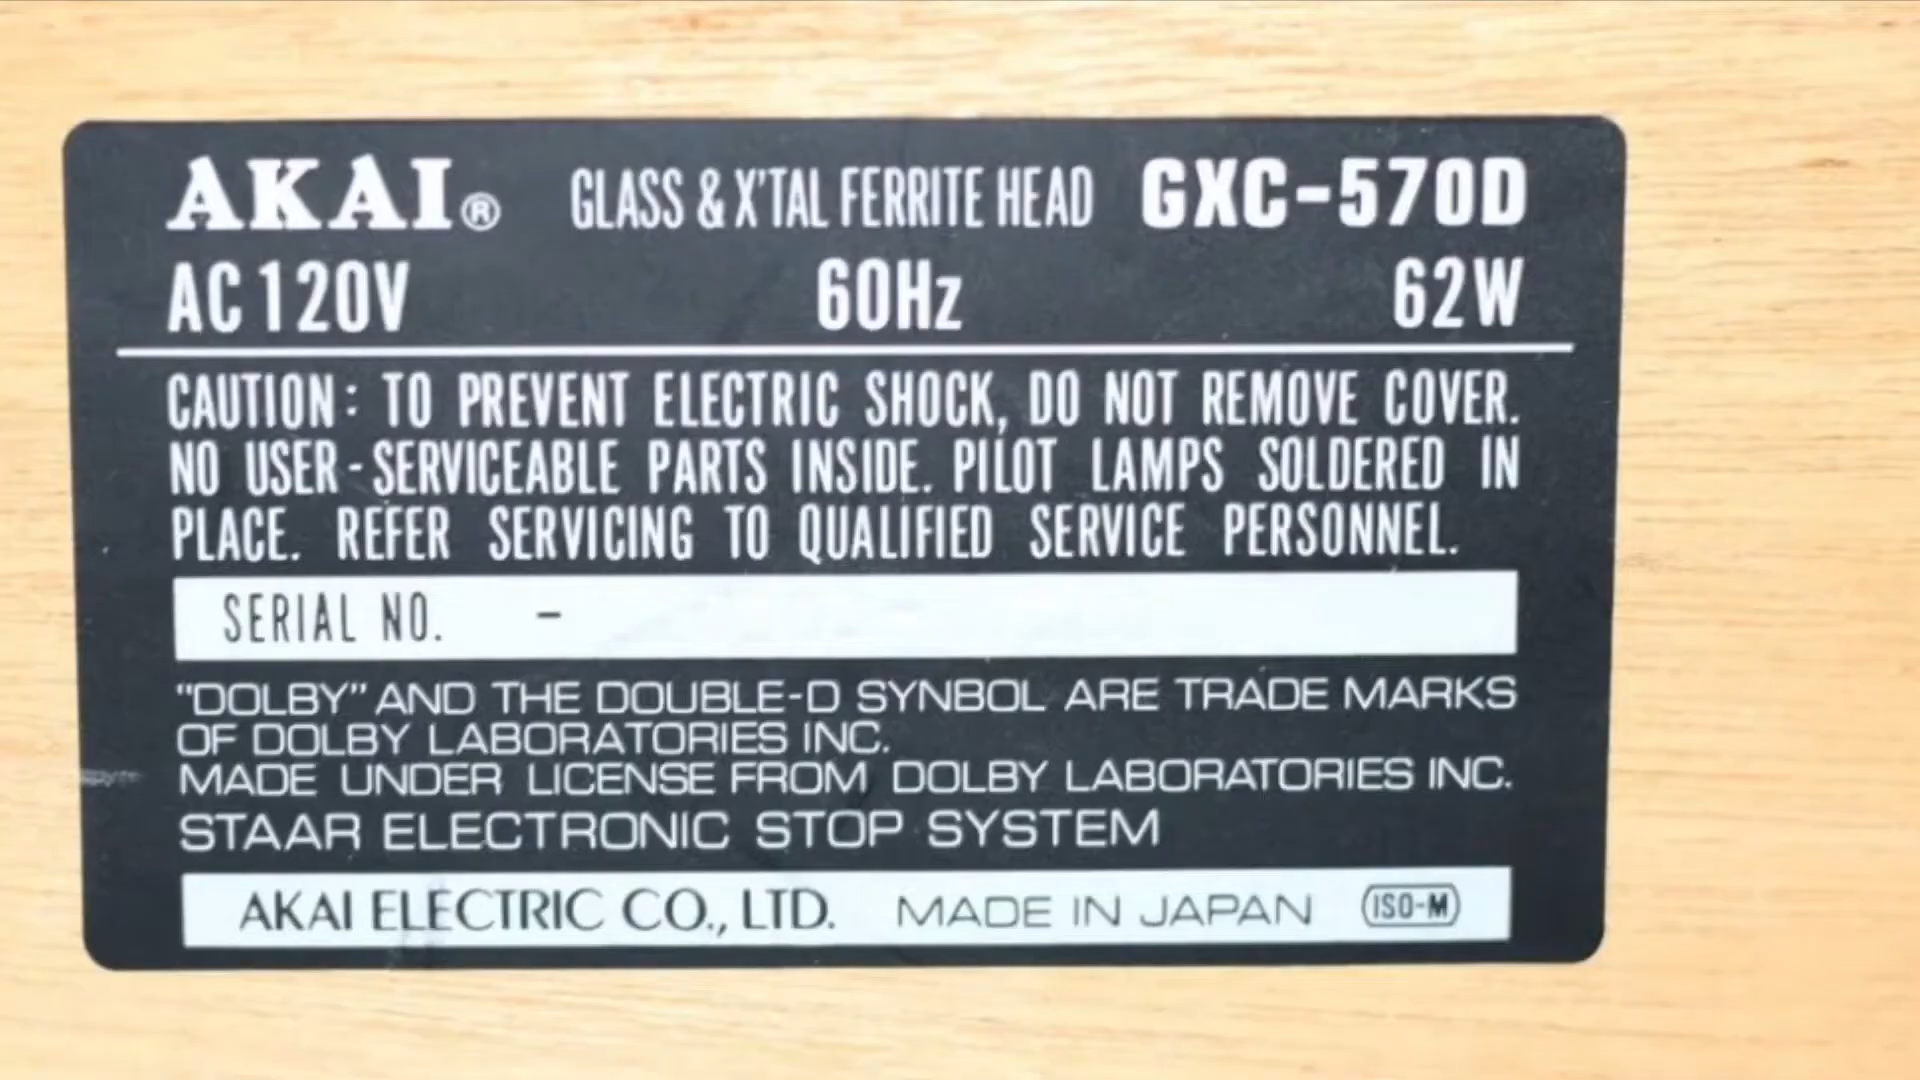 AKAI® GLASS & X'TAL FERRITE HEAD GXC-570D
AC 120V 60Hz 62W
CAUTION: TO PREVENT ELECTRIC SHOCK, DO NOT REMOVE COVER.
NO USER-SERVICEABLE PARTS INSIDE. PILOT LAMPS SOLDERED IN
PLACE. REFER SERVICING TO QUALIFIED SERVICE PERSONNEL.
SERIAL NO. -
"DOLBY" AND THE DOUBLE-D SYNBOL ARE TRADE MARKS
OF DOLBY LABORATORIES INC.
MADE UNDER LICENSE FROM DOLBY LABORATORIES INC.
STAAR ELECTRONIC STOP SYSTEM
AKAI ELECTRIC CO., LTD. MADE IN JAPAN ISO-M